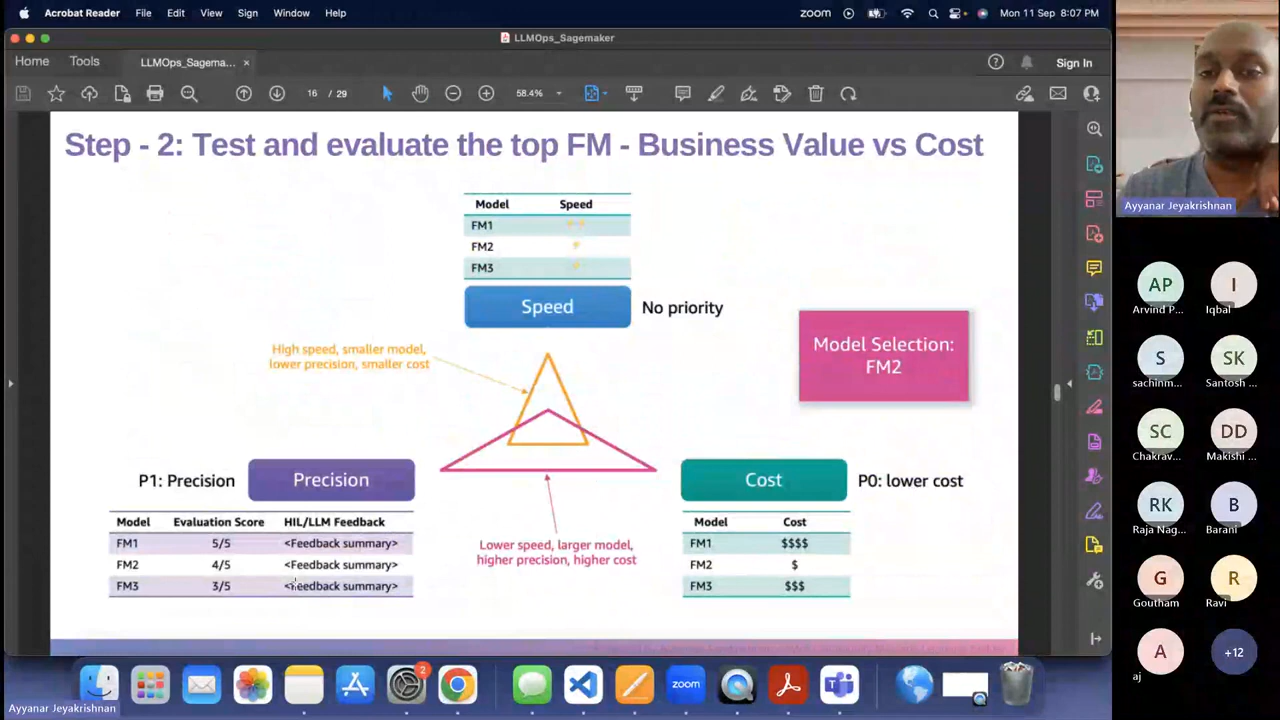 Acrobat Reader File Edit View Sign Window Help
zoom
Mon 11 Sep 8:07 PM
LLMOps_Sagemaker
Home Tools LLMOps_Sagema... × Sign In
16 / 29
58.4%
Step - 2: Test and evaluate the top FM - Business Value vs Cost
Model Speed
FM1
FM2
FM3
Speed
No priority
Model Selection:
FM2
High speed, smaller model,
lower precision, smaller cost
P1: Precision
Precision
Model Evaluation Score HIL/LLM Feedback
FM1 5/5 <Feedback summary>
FM2 4/5 <Feedback summary>
FM3 3/5 <Feedback summary>
Lower speed, larger model,
higher precision, higher cost
Cost
P0: lower cost
Model Cost
FM1 $$$$
FM2 $
FM3 $$$
Ayyanar Jeyakrishnan
AP
Arvind P...
I
Iqbal
S
sachinm...
SK
Santosh ...
SC
Chakrav...
DD
Makishi ...
RK
Raja Nag...
B
Barani
G
Goutham
R
Ravi
A
aj
+12
2
zoom
Ayyanar Jeyakrishnan